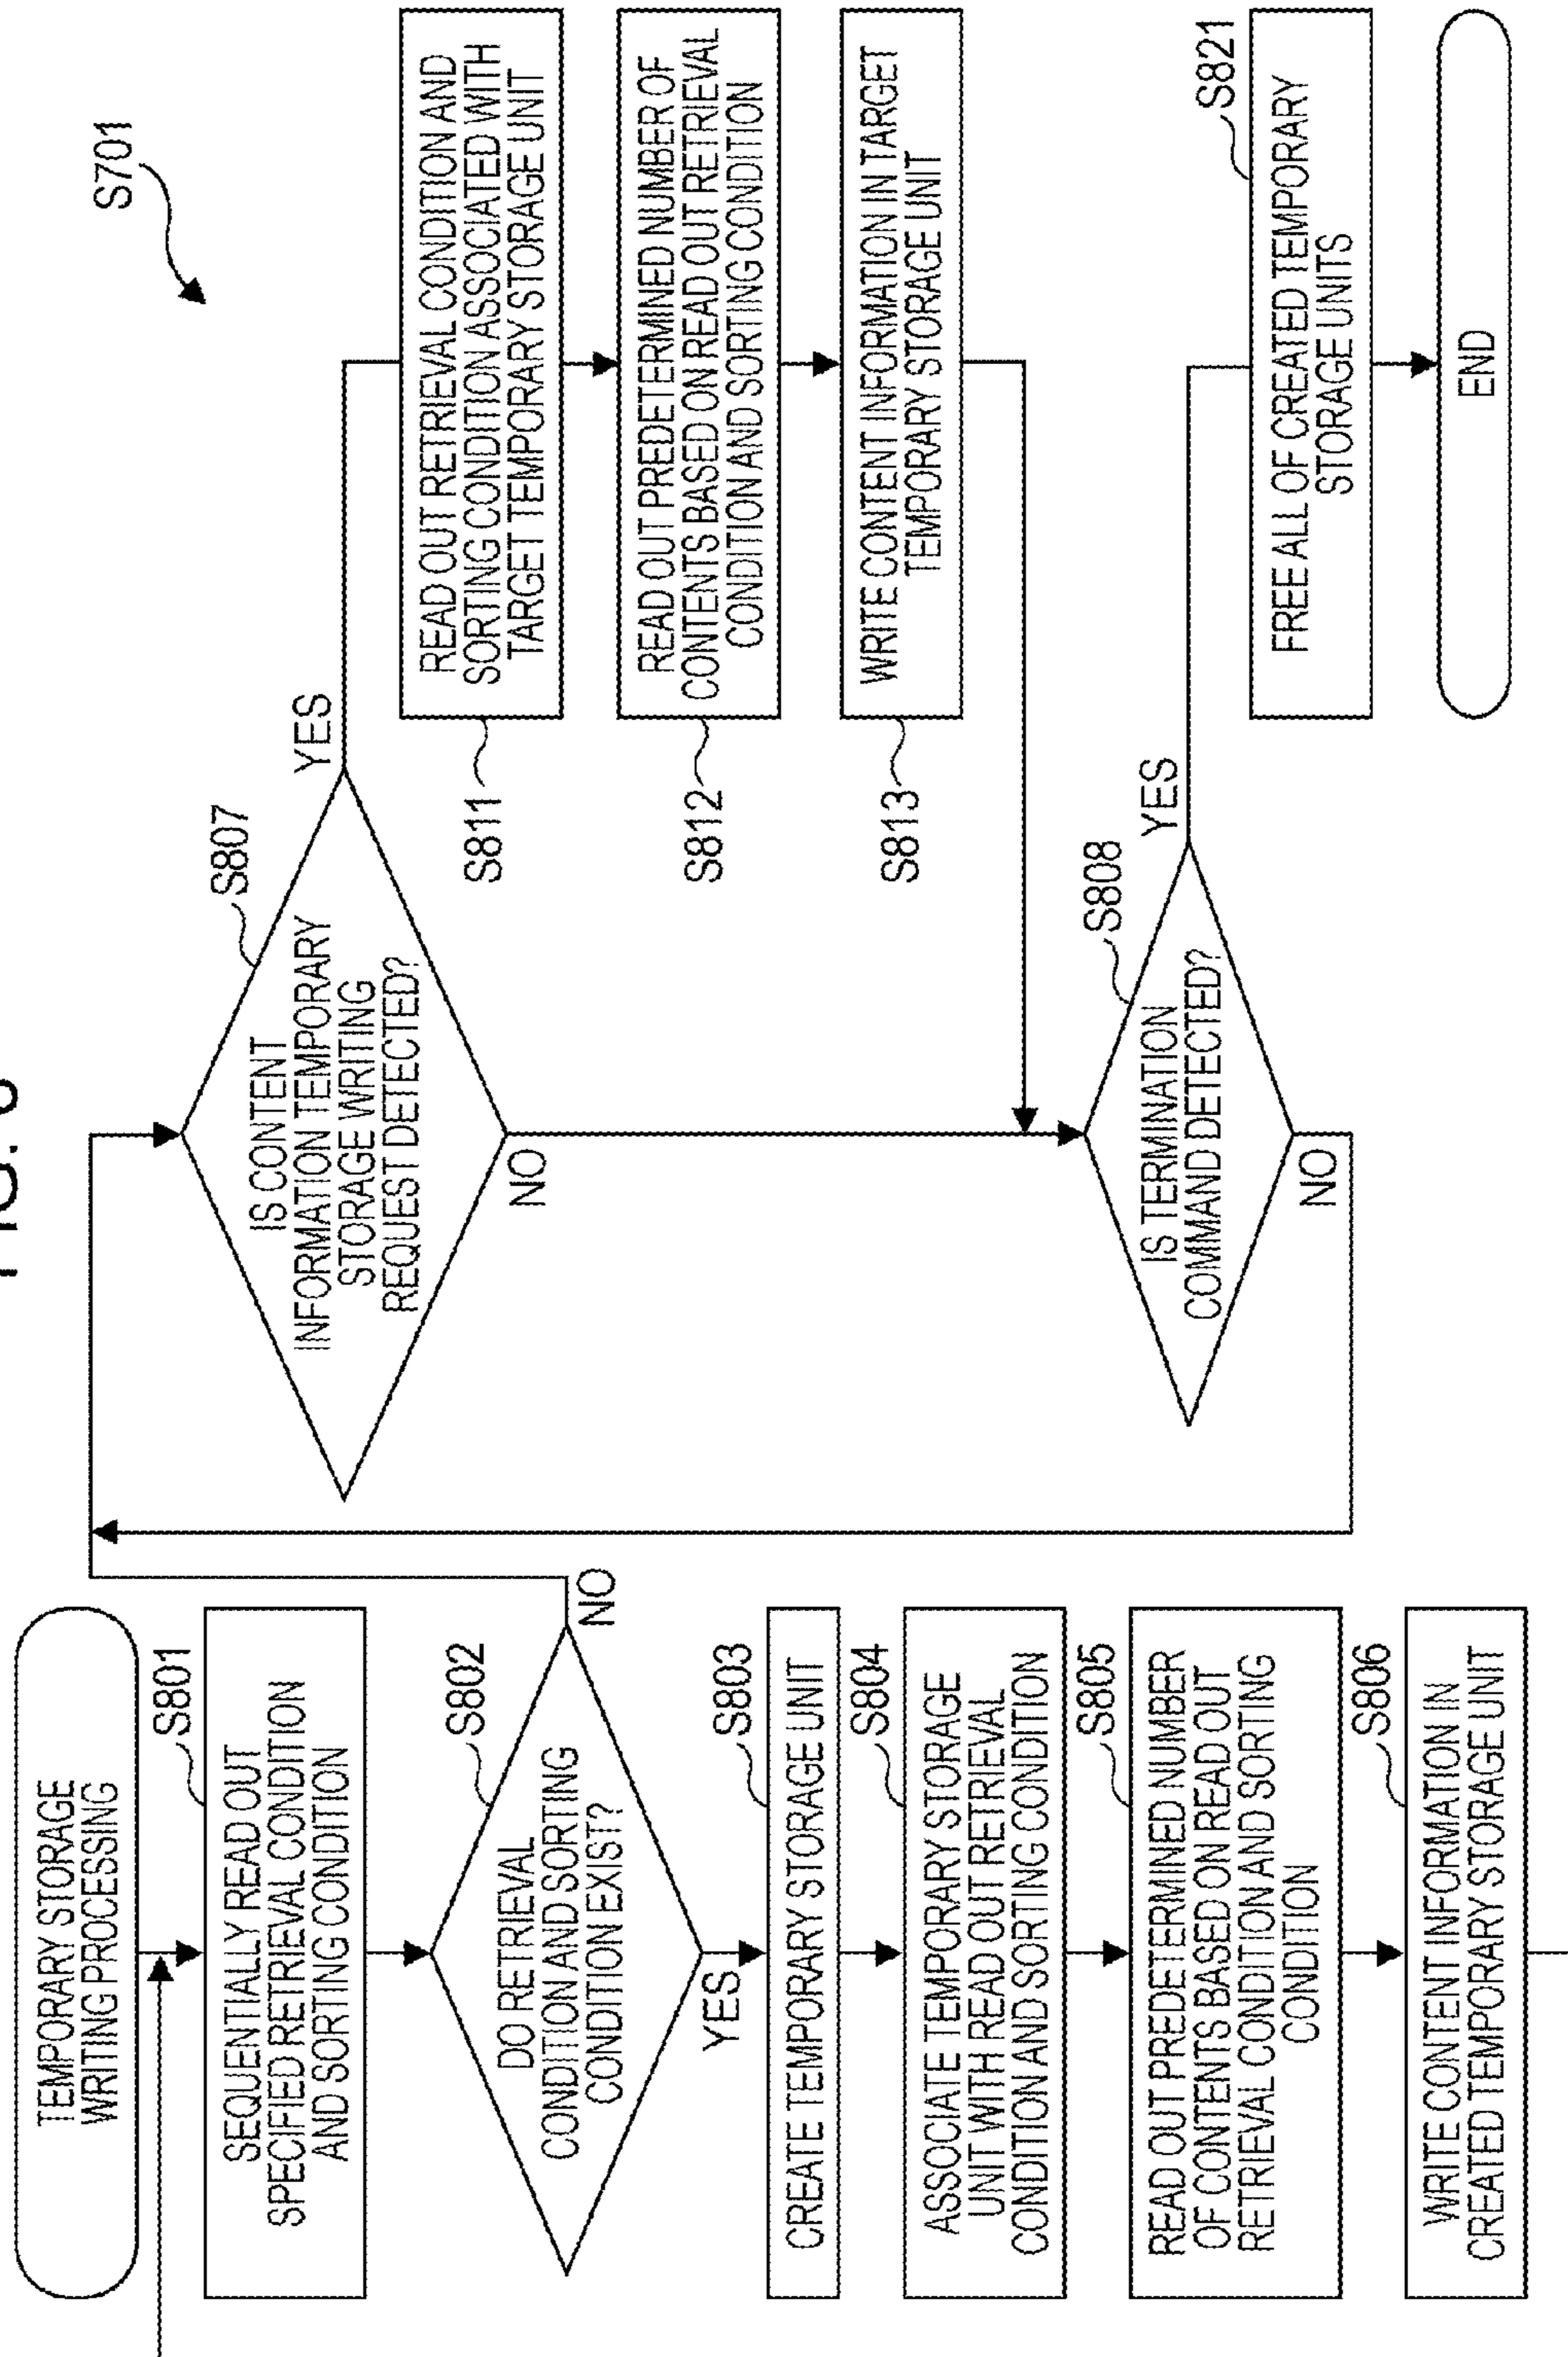 TEMPORARY STORAGE
WRITING PROCESSING
S801
SEQUENTIALLY READ OUT
SPECIFIED RETRIEVAL CONDITION
AND SORTING CONDITION
S802
DO RETRIEVAL
CONDITION AND SORTING
CONDITION EXIST?
NO
YES
S803
CREATE TEMPORARY STORAGE UNIT
S804
ASSOCIATE TEMPORARY STORAGE
UNIT WITH READ OUT RETRIEVAL
CONDITION AND SORTING CONDITION
S805
READ OUT PREDETERMINED NUMBER
OF CONTENTS BASED ON READ OUT
RETRIEVAL CONDITION AND SORTING
CONDITION
S806
WRITE CONTENT INFORMATION IN
CREATED TEMPORARY STORAGE UNIT
S701
S807
IS CONTENT
INFORMATION TEMPORARY
STORAGE WRITING
REQUEST DETECTED?
YES
NO
S811
READ OUT RETRIEVAL CONDITION AND
SORTING CONDITION ASSOCIATED WITH
TARGET TEMPORARY STORAGE UNIT
S812
READ OUT PREDETERMINED NUMBER OF
CONTENTS BASED ON READ OUT RETRIEVAL
CONDITION AND SORTING CONDITION
S813
WRITE CONTENT INFORMATION IN TARGET
TEMPORARY STORAGE UNIT
S808
IS TERMINATION
COMMAND DETECTED?
YES
NO
S821
FREE ALL OF CREATED TEMPORARY
STORAGE UNITS
END